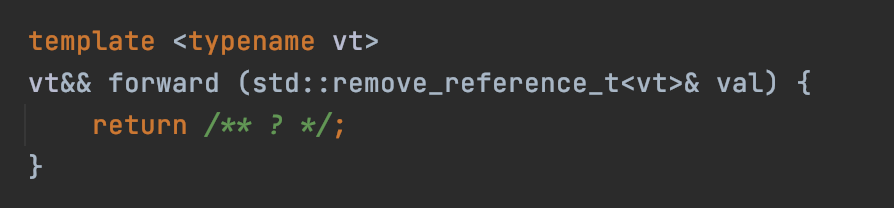 template <typename vt>
vt&& forward (std::remove_reference_t<vt>& val) {
    return /** ? */;
}